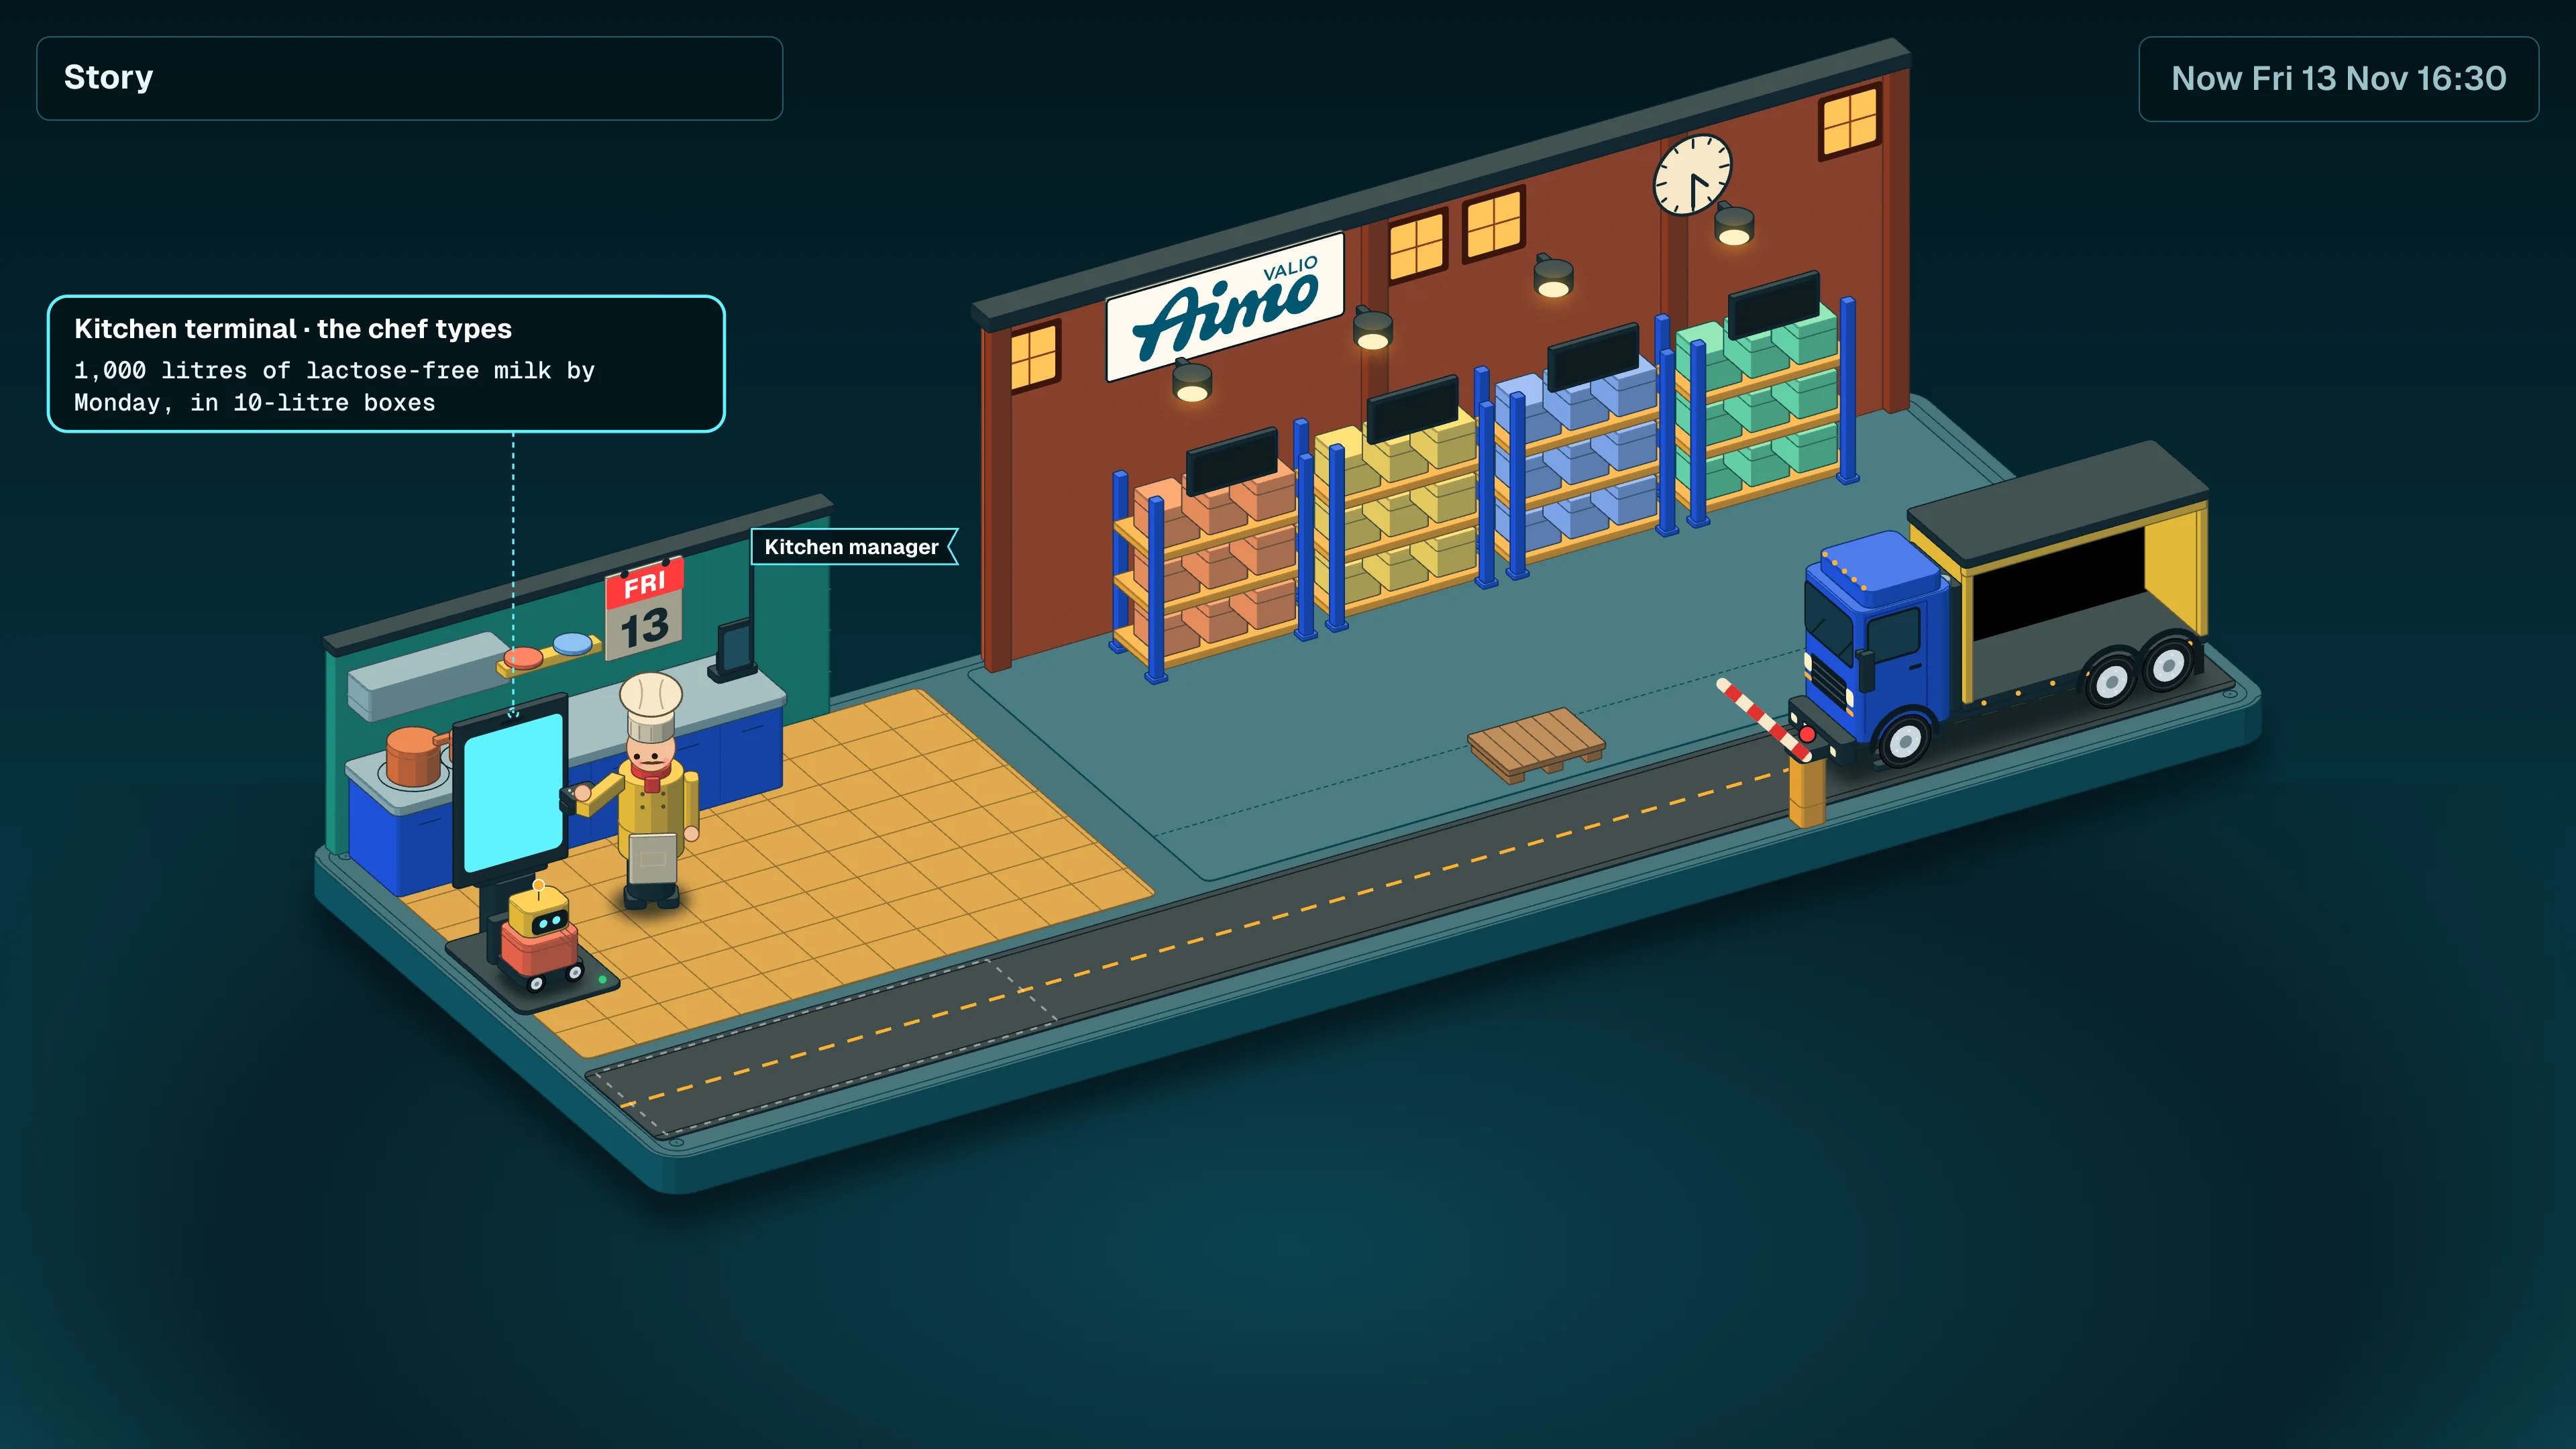 Story
Now Fri 13 Nov 16:30
VALIO
Aimo
Kitchen terminal · the chef types
1,000 litres of lactose-free milk by
Monday, in 10-litre boxes
Kitchen manager
FRI
13